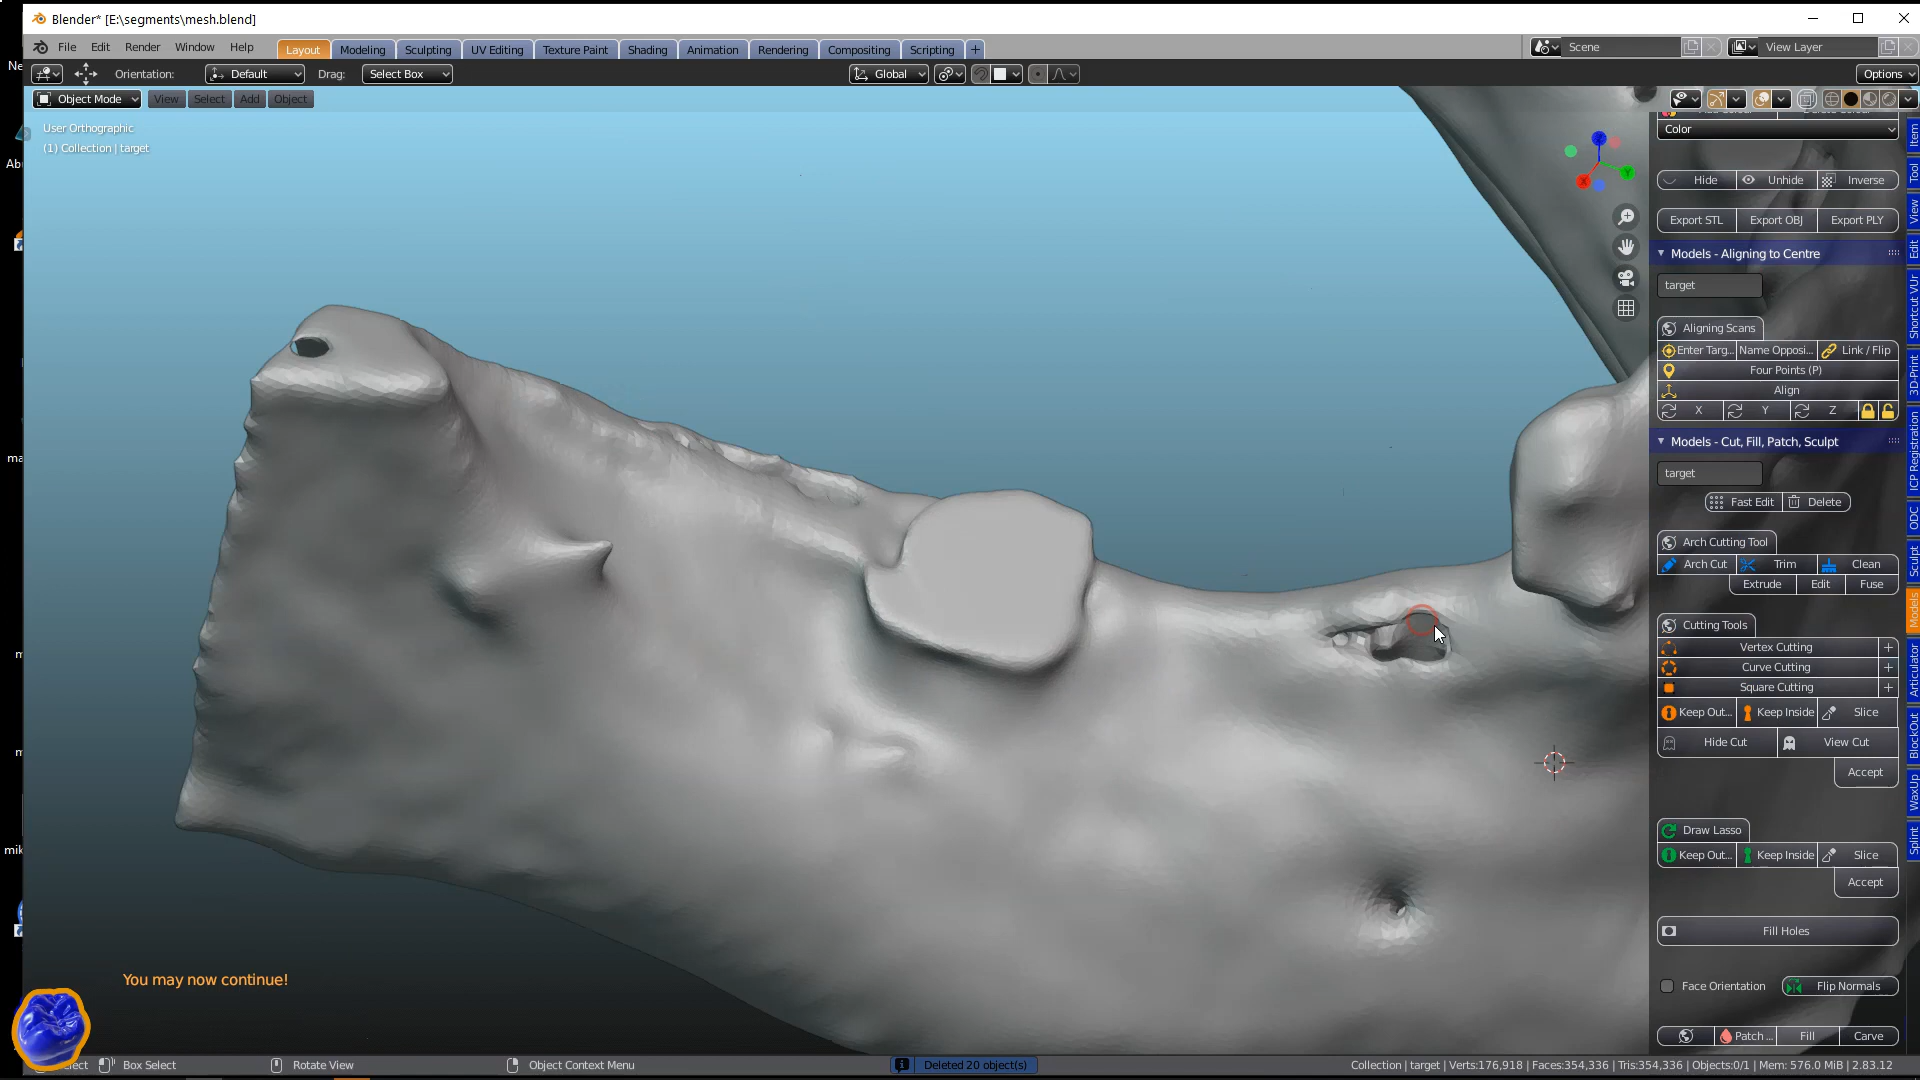 Blender* [E:\segments\mesh.blend]
File Edit Render Window Help Layout Modeling Sculpting UV Editing Texture Paint Shading Animation Rendering Compositing Scripting + Scene View Layer
Orientation: Default Drag: Select Box Global Options
Object Mode View Select Add Object
User Orthographic
(1) Collection | target
Color
Hide Unhide Inverse
Export STL Export OBJ Export PLY
Models - Aligning to Centre
target
Aligning Scans
Enter Targ... Name Opposi... Link / Flip
Four Points (P)
Align
X Y Z
Models - Cut, Fill, Patch, Sculpt
target
Fast Edit Delete
Arch Cutting Tool
Arch Cut Trim Clean
Extrude Edit Fuse
Cutting Tools
Vertex Cutting +
Curve Cutting +
Square Cutting +
Keep Out... Keep Inside Slice
Hide Cut View Cut
Accept
Draw Lasso
Keep Out... Keep Inside Slice
Accept
Fill Holes
Face Orientation Flip Normals
Patch ... Fill Carve
Item
Tool
View
Edit
Shortcut VUr
3D-Print
ICP Registration
ODC
Sculpt
Models
Articulator
BlockOut
WaxUp
Splint
X
Y
You may now continue!
Box Select Rotate View Object Context Menu Deleted 20 object(s) Collection | target | Verts:176,918 | Faces:354,336 | Tris:354,336 | Objects:0/1 | Mem: 576.0 MiB | 2.83.12